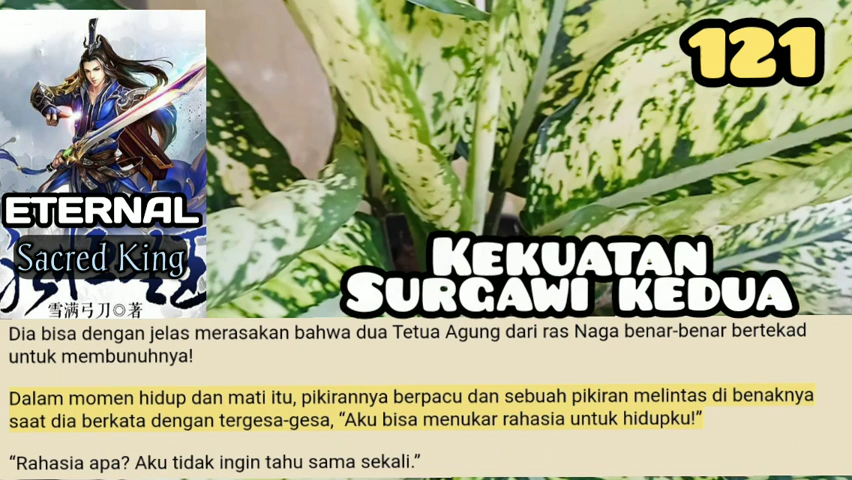 121
ETERNAL
Sacred King
雪满弓刀◎著
KEKUATAN
SURGAWI KEDUA
Dia bisa dengan jelas merasakan bahwa dua Tetua Agung dari ras Naga benar-benar bertekad
untuk membunuhnya!
Dalam momen hidup dan mati itu, pikirannya berpacu dan sebuah pikiran melintas di benaknya
saat dia berkata dengan tergesa-gesa, “Aku bisa menukar rahasia untuk hidupku!”
“Rahasia apa? Aku tidak ingin tahu sama sekali.”